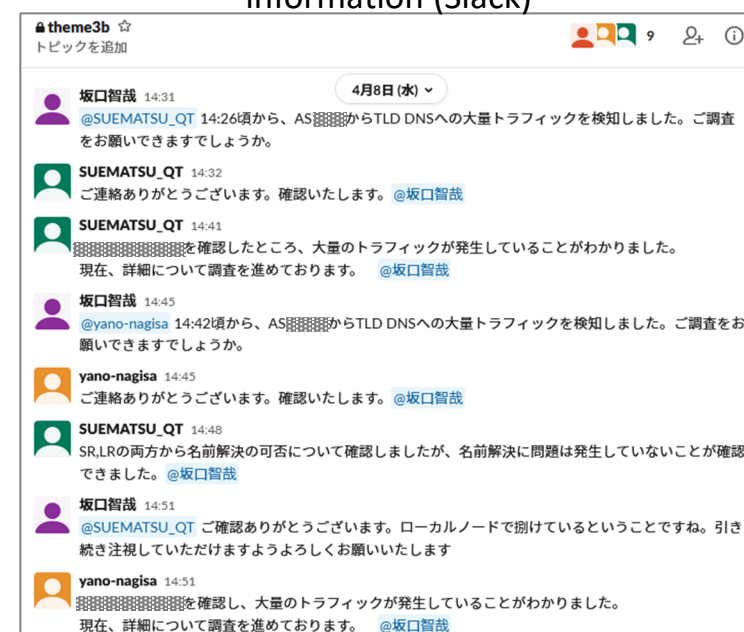 information (Slack)
theme3b
トピックを追加
9
4月8日 (水)
坂口智哉 14:31
@SUEMATSU_QT 14:26頃から、AS からTLD DNSへの大量トラフィックを検知しました。ご調査
をお願いできますでしょうか。
SUEMATSU_QT 14:32
ご連絡ありがとうございます。確認いたします。 @坂口智哉
SUEMATSU_QT 14:41
を確認したところ、大量のトラフィックが発生していることがわかりました。
現在、詳細について調査を進めております。 @坂口智哉
坂口智哉 14:45
@yano-nagisa 14:42頃から、AS からTLD DNSへの大量トラフィックを検知しました。ご調査をお
願いできますでしょうか。
yano-nagisa 14:45
ご連絡ありがとうございます。確認いたします。 @坂口智哉
SUEMATSU_QT 14:48
SR,LRの両方から名前解決の可否について確認しましたが、名前解決に問題は発生していないことが確認
できました。 @坂口智哉
坂口智哉 14:51
@SUEMATSU_QT ご確認ありがとうございます。ローカルノードで捌けているということですね。引き
続き注視していただけますようよろしくお願いいたします
yano-nagisa 14:51
を確認し、大量のトラフィックが発生していることがわかりました。
現在、詳細について調査を進めております。 @坂口智哉